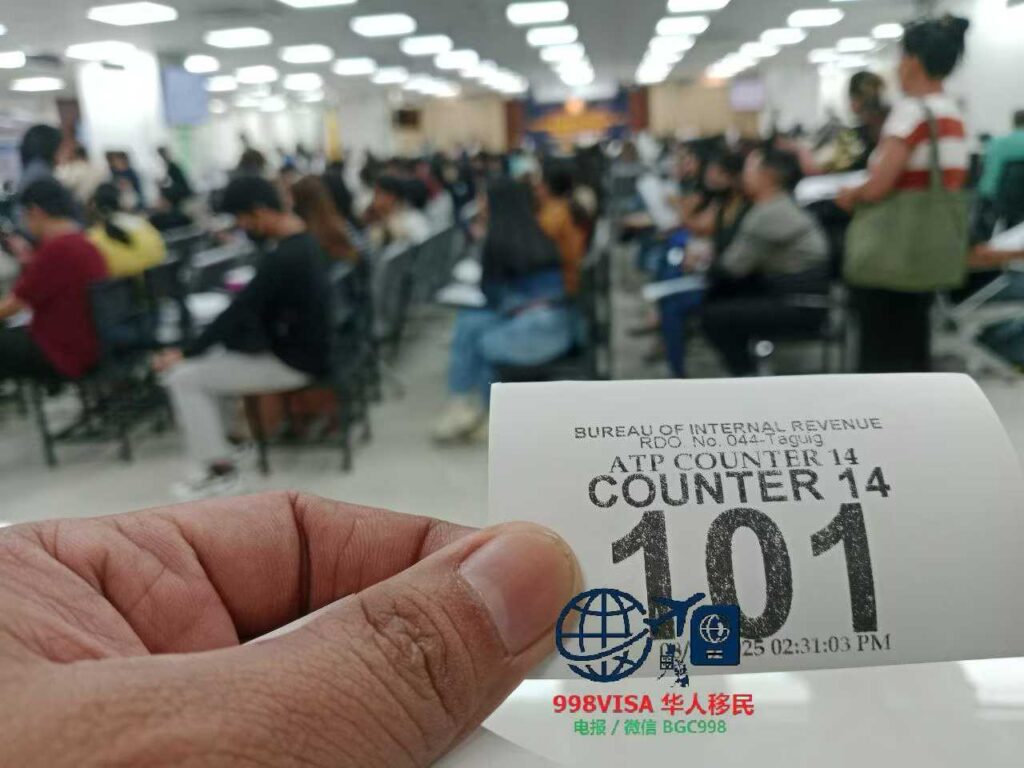 BUREAU OF INTERNAL REVENUE
RDO No. 044-Taguig
ATP COUNTER 14
COUNTER 14
101
25 02:31:03 PM
998VISA 华人移民
电报 / 微信 BGC998